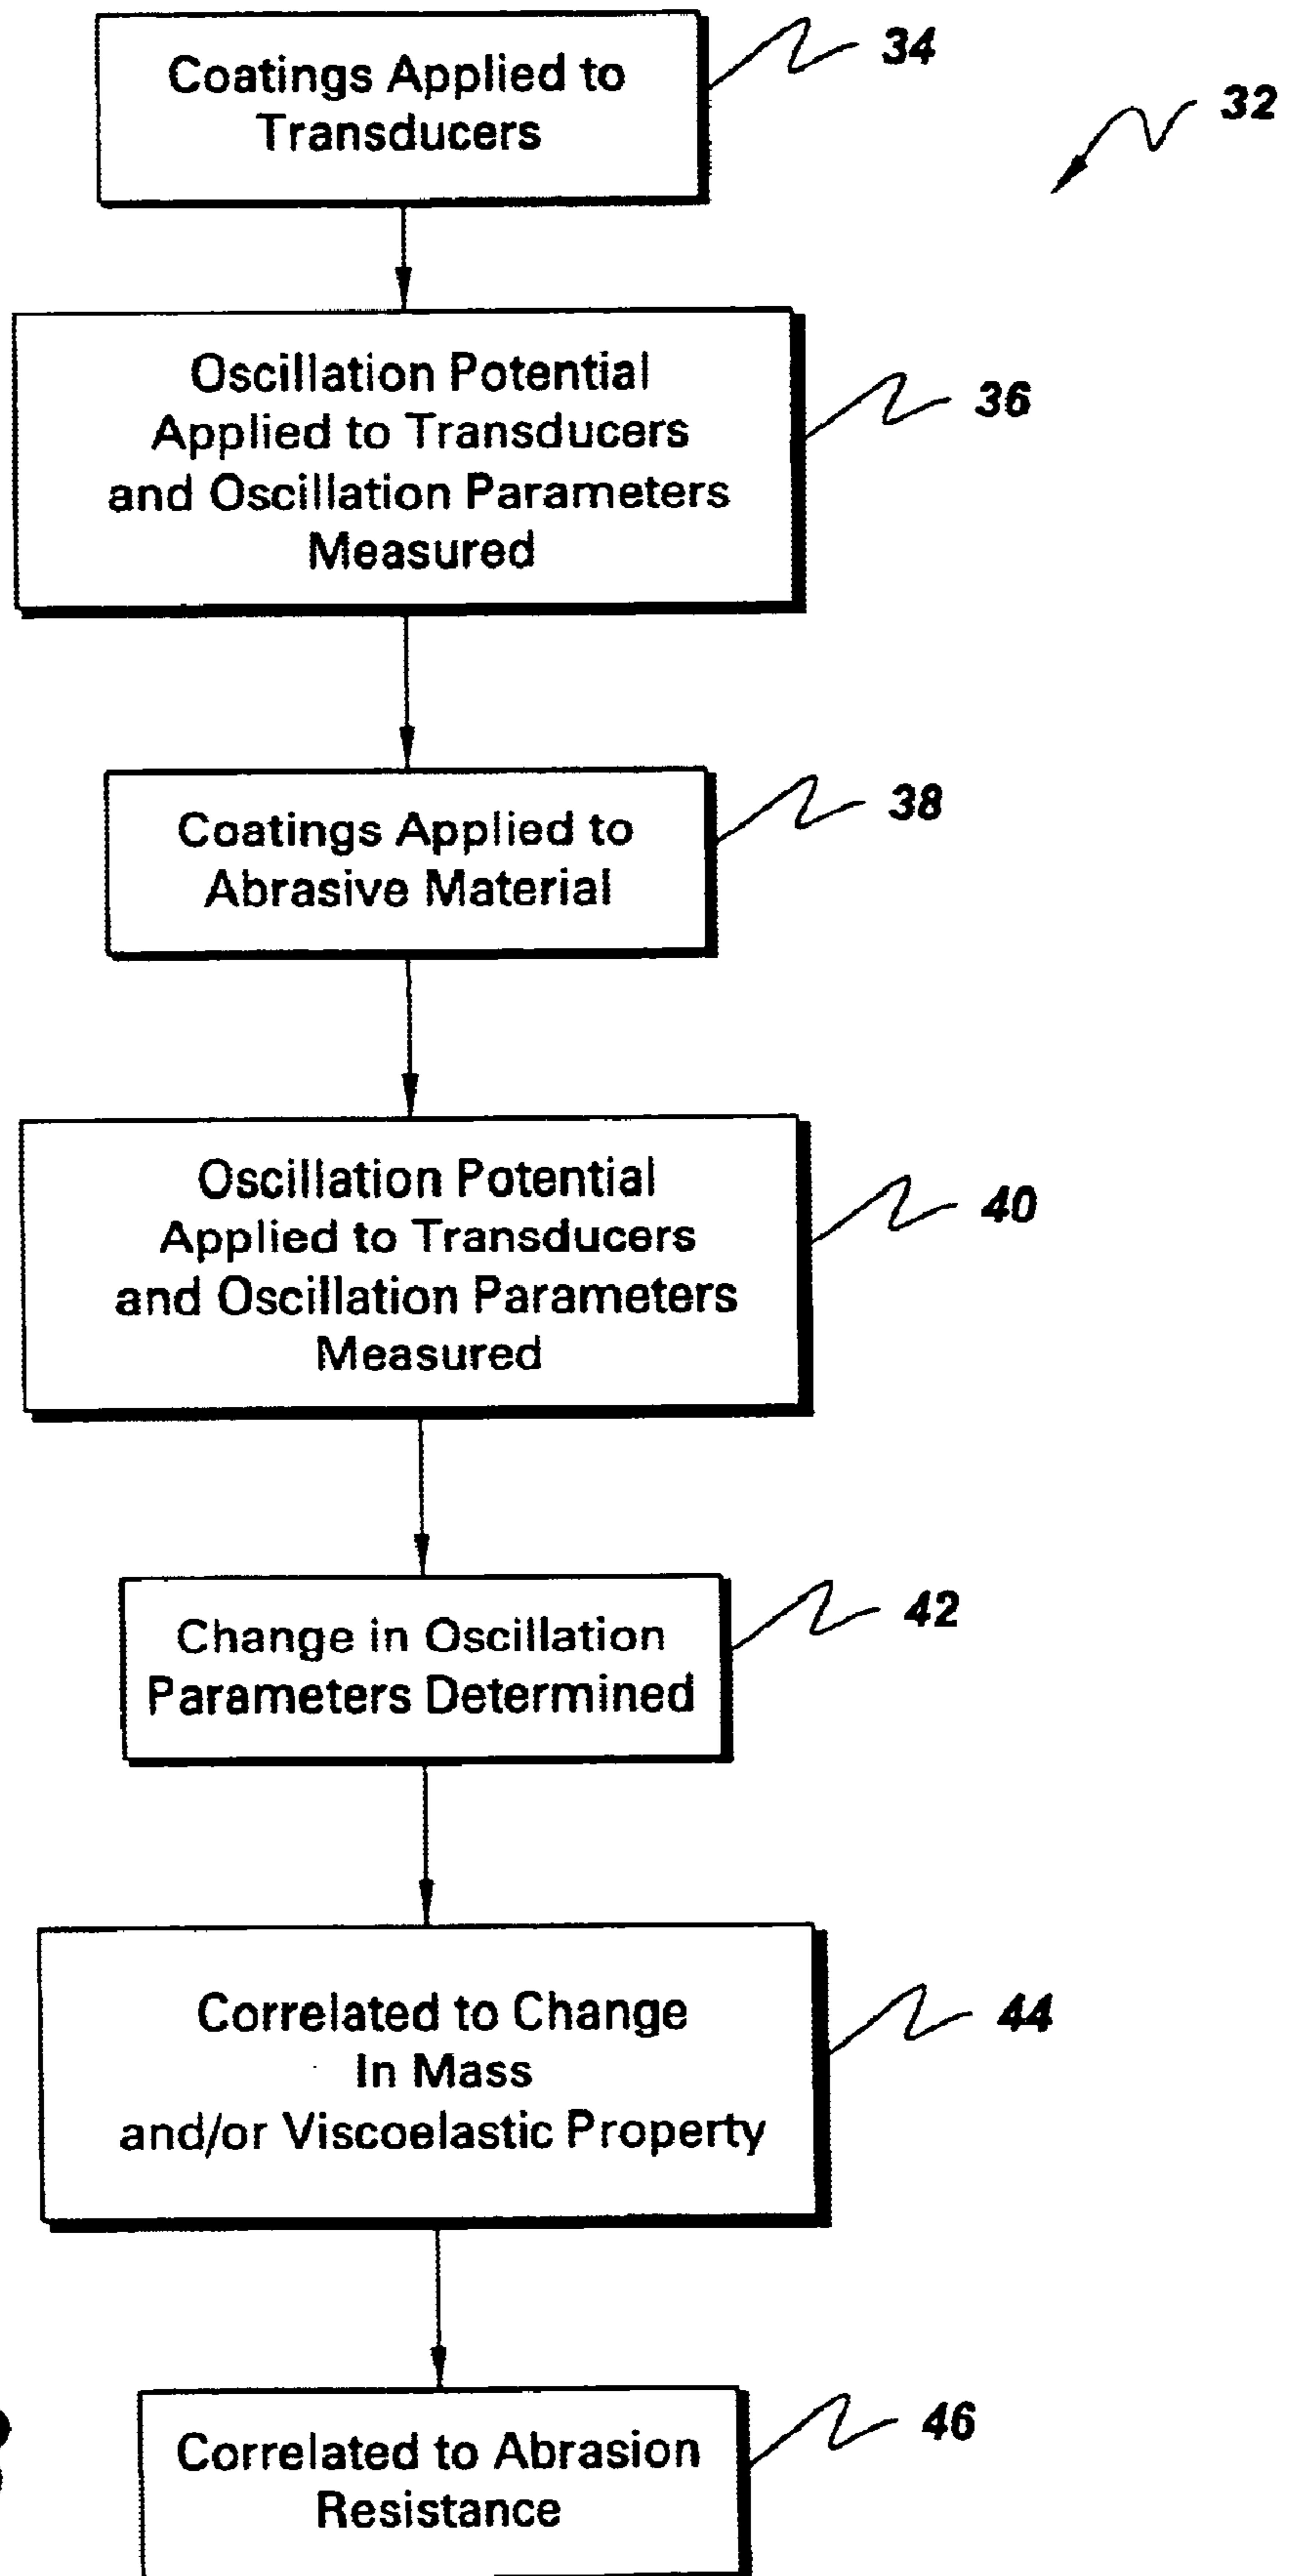 Coatings Applied to
Transducers
34
32
Oscillation Potential
Applied to Transducers
and Oscillation Parameters
Measured
36
Coatings Applied to
Abrasive Material
38
Oscillation Potential
Applied to Transducers
and Oscillation Parameters
Measured
40
Change in Oscillation
Parameters Determined
42
Correlated to Change
In Mass
and/or Viscoelastic Property
44
Correlated to Abrasion
Resistance
46